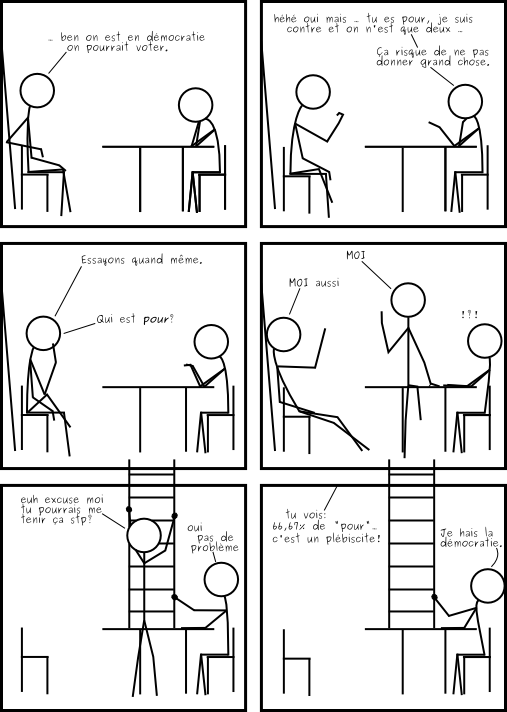 … ben on est en démocratie
on pourrait voter.
héhé oui mais … tu es pour, je suis
contre et on n'est que deux …
Ça risque de ne pas
donner grand chose.
Essayons quand même.
Qui est pour?
MOI
MOI aussi
!?!
euh excuse moi
tu pourrais me
tenir ça stp?
oui
pas de
problème
tu vois:
66,67% de "pour"…
c'est un plébiscite!
Je hais la
démocratie.